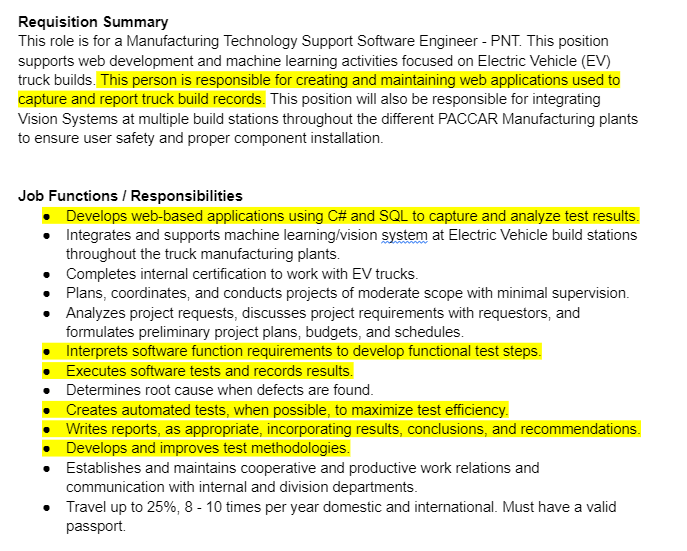 Requisition Summary
This role is for a Manufacturing Technology Support Software Engineer - PNT. This position
supports web development and machine learning activities focused on Electric Vehicle (EV)
truck builds. This person is responsible for creating and maintaining web applications used to
capture and report truck build records. This position will also be responsible for integrating
Vision Systems at multiple build stations throughout the different PACCAR Manufacturing plants
to ensure user safety and proper component installation.
Job Functions / Responsibilities
● Develops web-based applications using C# and SQL to capture and analyze test results.
● Integrates and supports machine learning/vision system at Electric Vehicle build stations
throughout the truck manufacturing plants.
● Completes internal certification to work with EV trucks.
● Plans, coordinates, and conducts projects of moderate scope with minimal supervision.
● Analyzes project requests, discusses project requirements with requestors, and
formulates preliminary project plans, budgets, and schedules.
● Interprets software function requirements to develop functional test steps.
● Executes software tests and records results.
● Determines root cause when defects are found.
● Creates automated tests, when possible, to maximize test efficiency.
● Writes reports, as appropriate, incorporating results, conclusions, and recommendations.
● Develops and improves test methodologies.
● Establishes and maintains cooperative and productive work relations and
communication with internal and division departments.
● Travel up to 25%, 8 - 10 times per year domestic and international. Must have a valid
passport.